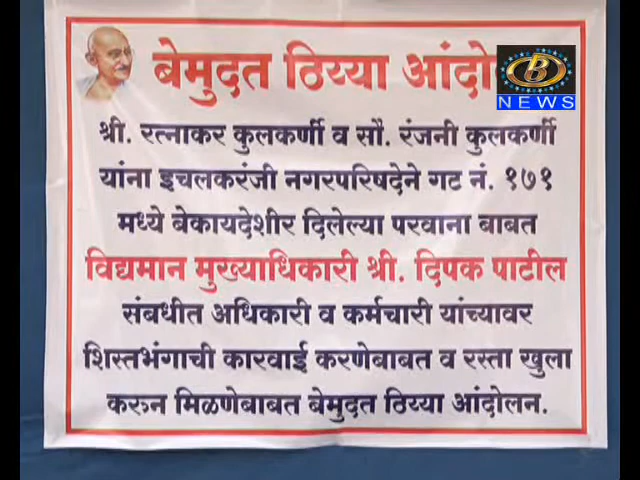 बेमुदत ठिय्या आंदो
B
NEWS
श्री. रत्नाकर कुलकर्णी व सौ. रंजनी कुलकर्णी
यांना इचलकरंजी नगरपरिषदेने गट नं. १७१
मध्ये बेकायदेशीर दिलेल्या परवाना बाबत
विद्यमान मुख्याधिकारी श्री. दिपक पाटील
संबधीत अधिकारी व कर्मचारी यांच्यावर
शिस्तभंगाची कारवाई करणेबाबत व रस्ता खुला
करुन मिळणेबाबत बेमुदत ठिय्या आंदोलन.